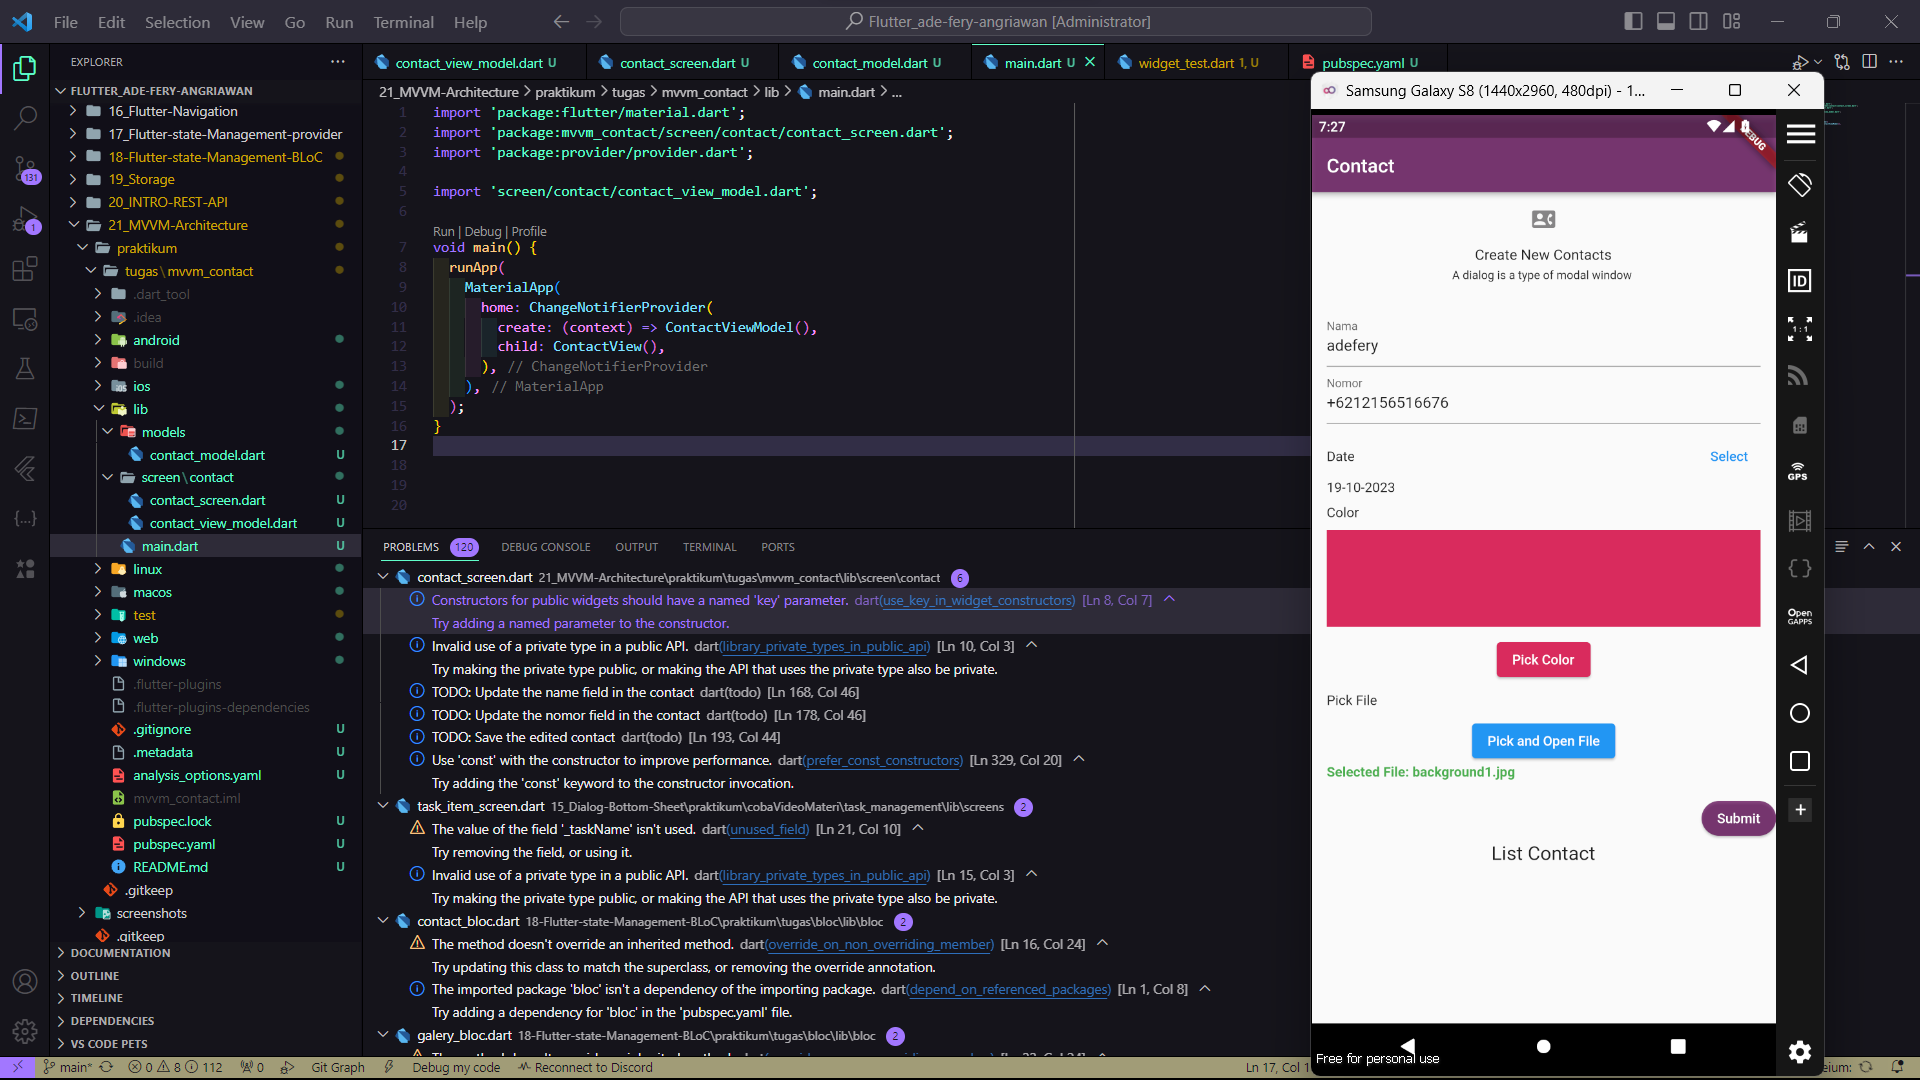 File Edit Selection View Go Run Terminal Help
Flutter_ade-fery-angriawan [Administrator]
EXPLORER
FLUTTER_ADE-FERY-ANGRIAWAN
16_Flutter-Navigation
17_Flutter-state-Management-provider
18-Flutter-state-Management-BLoC
19_Storage
20_INTRO-REST-API
21_MVVM-Architecture
praktikum
tugas \ mvvm_contact
.dart_tool
.idea
android
build
ios
lib
models
contact_model.dart U
screen \ contact
contact_screen.dart U
contact_view_model.dart U
main.dart U
linux
macos
test
web
windows
.flutter-plugins
.flutter-plugins-dependencies
.gitignore U
.metadata U
analysis_options.yaml U
mvvm_contact.iml
pubspec.lock U
pubspec.yaml U
README.md U
.gitkeep
screenshots
.gitkeep
DOCUMENTATION
OUTLINE
TIMELINE
DEPENDENCIES
VS CODE PETS
131
1
contact_view_model.dart U contact_screen.dart U contact_model.dart U main.dart U widget_test.dart 1, U pubspec.yaml U
21_MVVM-Architecture > praktikum > tugas > mvvm_contact > lib > main.dart > ...
1 import 'package:flutter/material.dart';
2 import 'package:mvvm_contact/screen/contact/contact_screen.dart';
3 import 'package:provider/provider.dart';
4
5 import 'screen/contact/contact_view_model.dart';
6
Run | Debug | Profile
7 void main() {
8 runApp(
9 MaterialApp(
10 home: ChangeNotifierProvider(
11 create: (context) => ContactViewModel(),
12 child: ContactView(),
13 ), // ChangeNotifierProvider
14 ), // MaterialApp
15 );
16 }
17
18
19
20
PROBLEMS 120 DEBUG CONSOLE OUTPUT TERMINAL PORTS
contact_screen.dart 21_MVVM-Architecture\praktikum\tugas\mvvm_contact\lib\screen\contact 6
Constructors for public widgets should have a named 'key' parameter. dart(use_key_in_widget_constructors) [Ln 8, Col 7]
Try adding a named parameter to the constructor.
Invalid use of a private type in a public API. dart(library_private_types_in_public_api) [Ln 10, Col 3]
Try making the private type public, or making the API that uses the private type also be private.
TODO: Update the name field in the contact dart(todo) [Ln 168, Col 46]
TODO: Update the nomor field in the contact dart(todo) [Ln 178, Col 46]
TODO: Save the edited contact dart(todo) [Ln 193, Col 44]
Use 'const' with the constructor to improve performance. dart(prefer_const_constructors) [Ln 329, Col 20]
Try adding the 'const' keyword to the constructor invocation.
task_item_screen.dart 15_Dialog-Bottom-Sheet\praktikum\cobaVideoMateri\task_management\lib\screens 2
The value of the field '_taskName' isn't used. dart(unused_field) [Ln 21, Col 10]
Try removing the field, or using it.
Invalid use of a private type in a public API. dart(library_private_types_in_public_api) [Ln 15, Col 3]
Try making the private type public, or making the API that uses the private type also be private.
contact_bloc.dart 18-Flutter-state-Management-BLoC\praktikum\tugas\bloc\lib\bloc 2
The method doesn't override an inherited method. dart(override_on_non_overriding_member) [Ln 16, Col 24]
Try updating this class to match the superclass, or removing the override annotation.
The imported package 'bloc' isn't a dependency of the importing package. dart(depend_on_referenced_packages) [Ln 1, Col 8]
Try adding a dependency for 'bloc' in the 'pubspec.yaml' file.
galery_bloc.dart 18-Flutter-state-Management-BLoC\praktikum\tugas\bloc\lib\bloc 2
Samsung Galaxy S8 (1440x2960, 480dpi) - 1...
7:27
DEBUG
Contact
Create New Contacts
A dialog is a type of modal window
Nama
adefery
Nomor
+6212156516676
Date Select
19-10-2023
Color
Pick Color
Pick File
Pick and Open File
Selected File: background1.jpg
Submit
List Contact
Free for personal use
ID
1:1
GPS
Open
GAPPS
main* 0 8 112 0 Git Graph Debug my code Reconnect to Discord Ln 17, Col 1